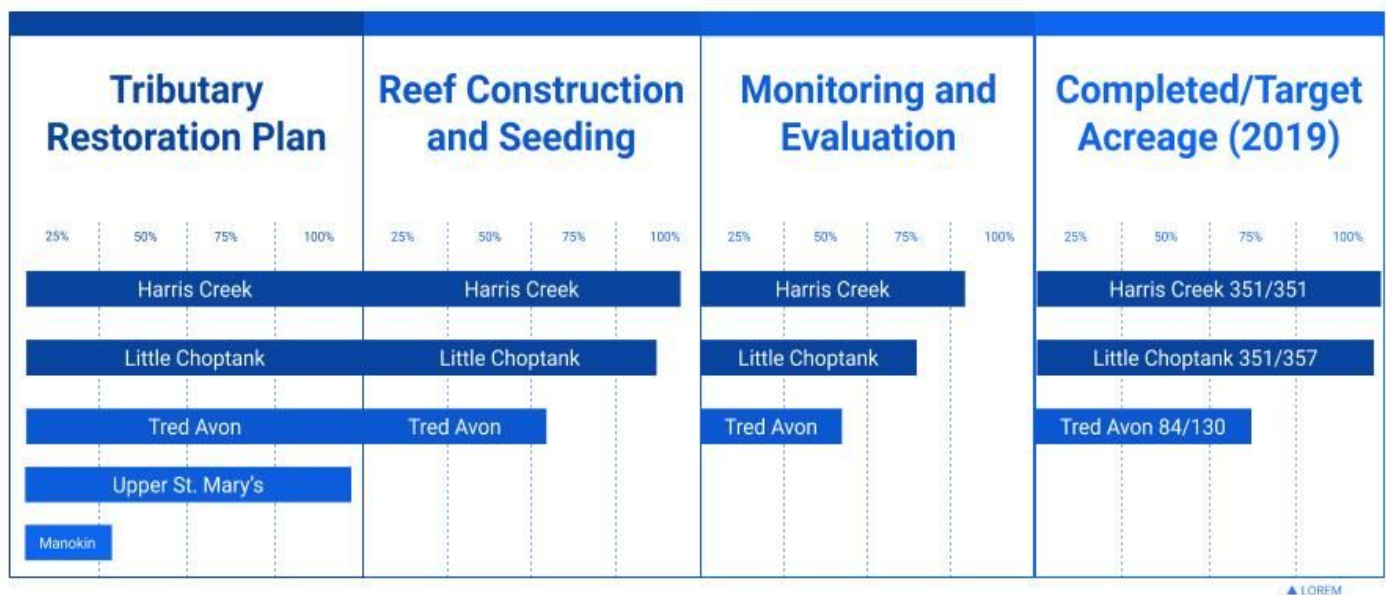 Tributary
Restoration Plan
Reef Construction
and Seeding
Monitoring and
Evaluation
Completed/Target
Acreage (2019)
25% 50% 75% 100%
25% 50% 75% 100%
25% 50% 75% 100%
25% 50% 75% 100%
Harris Creek
Harris Creek
Harris Creek
Harris Creek 351/351
Little Choptank
Little Choptank
Little Choptank
Little Choptank 351/357
Tred Avon
Tred Avon
Tred Avon
Tred Avon 84/130
Upper St. Mary's
Manokin
LOREM